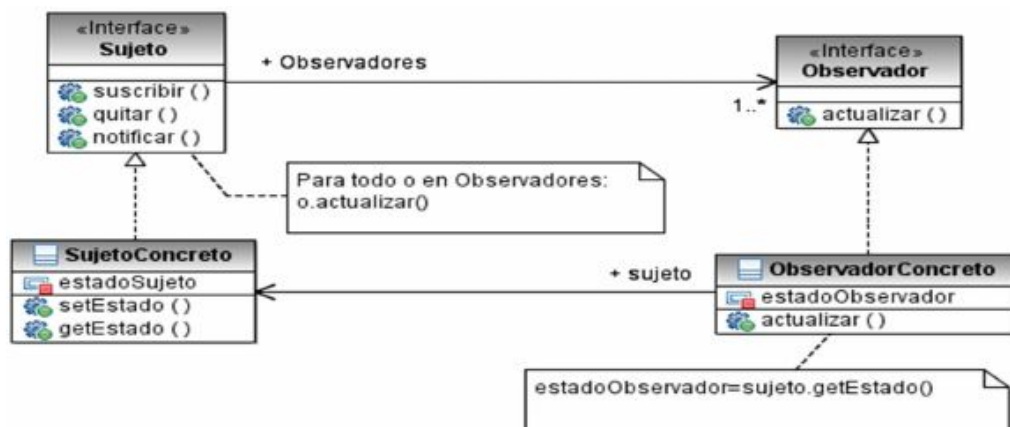 «Interface»
Sujeto
suscribir ( )
quitar ( )
notificar ( )
+ Observadores
1..*
«Interface»
Observador
actualizar ( )
Para todo o en Observadores:
o.actualizar()
SujetoConcreto
estadoSujeto
setEstado ( )
getEstado ( )
+ sujeto
ObservadorConcreto
estadoObservador
actualizar ( )
estadoObservador=sujeto.getEstado()